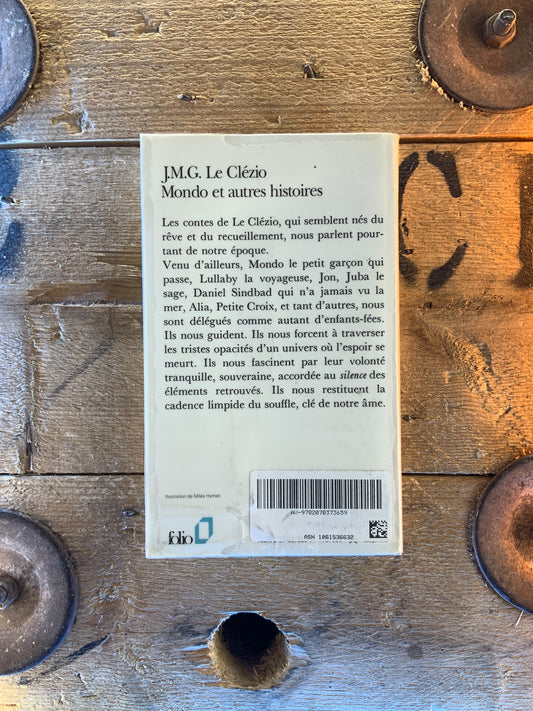 J.M.G. Le Clézio
Mondo et autres histoires
Les contes de Le Clézio, qui semblent nés du
rêve et du recueillement, nous parlent pour-
tant de notre époque.
Venu d'ailleurs, Mondo le petit garçon qui
passe, Lullaby la voyageuse, Jon, Juba le
sage, Daniel Sindbad qui n'a jamais vu la
mer, Alia, Petite Croix, et tant d'autres, nous
sont délégués comme autant d'enfants-fées.
Ils nous guident. Ils nous forcent à traverser
les tristes opacités d'un univers où l'espoir se
meurt. Ils nous fascinent par leur volonté
tranquille, souveraine, accordée au silence des
éléments retrouvés. Ils nous restituent la
cadence limpide du souffle, clé de notre âme.
Illustration de Miles Hyman
AV-9782070373659
ASN 1061536632
folio